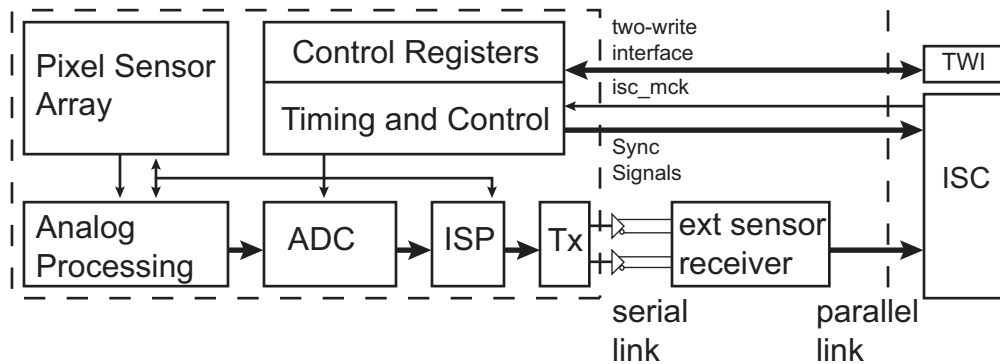 two-write
interface
Control Registers
Pixel Sensor
Array
TWI
isc_mck
Timing and Control
Sync
Signals
ISC
Analog
Processing
ADC
ISP
Tx
ext sensor
receiver
serial
link
parallel
link